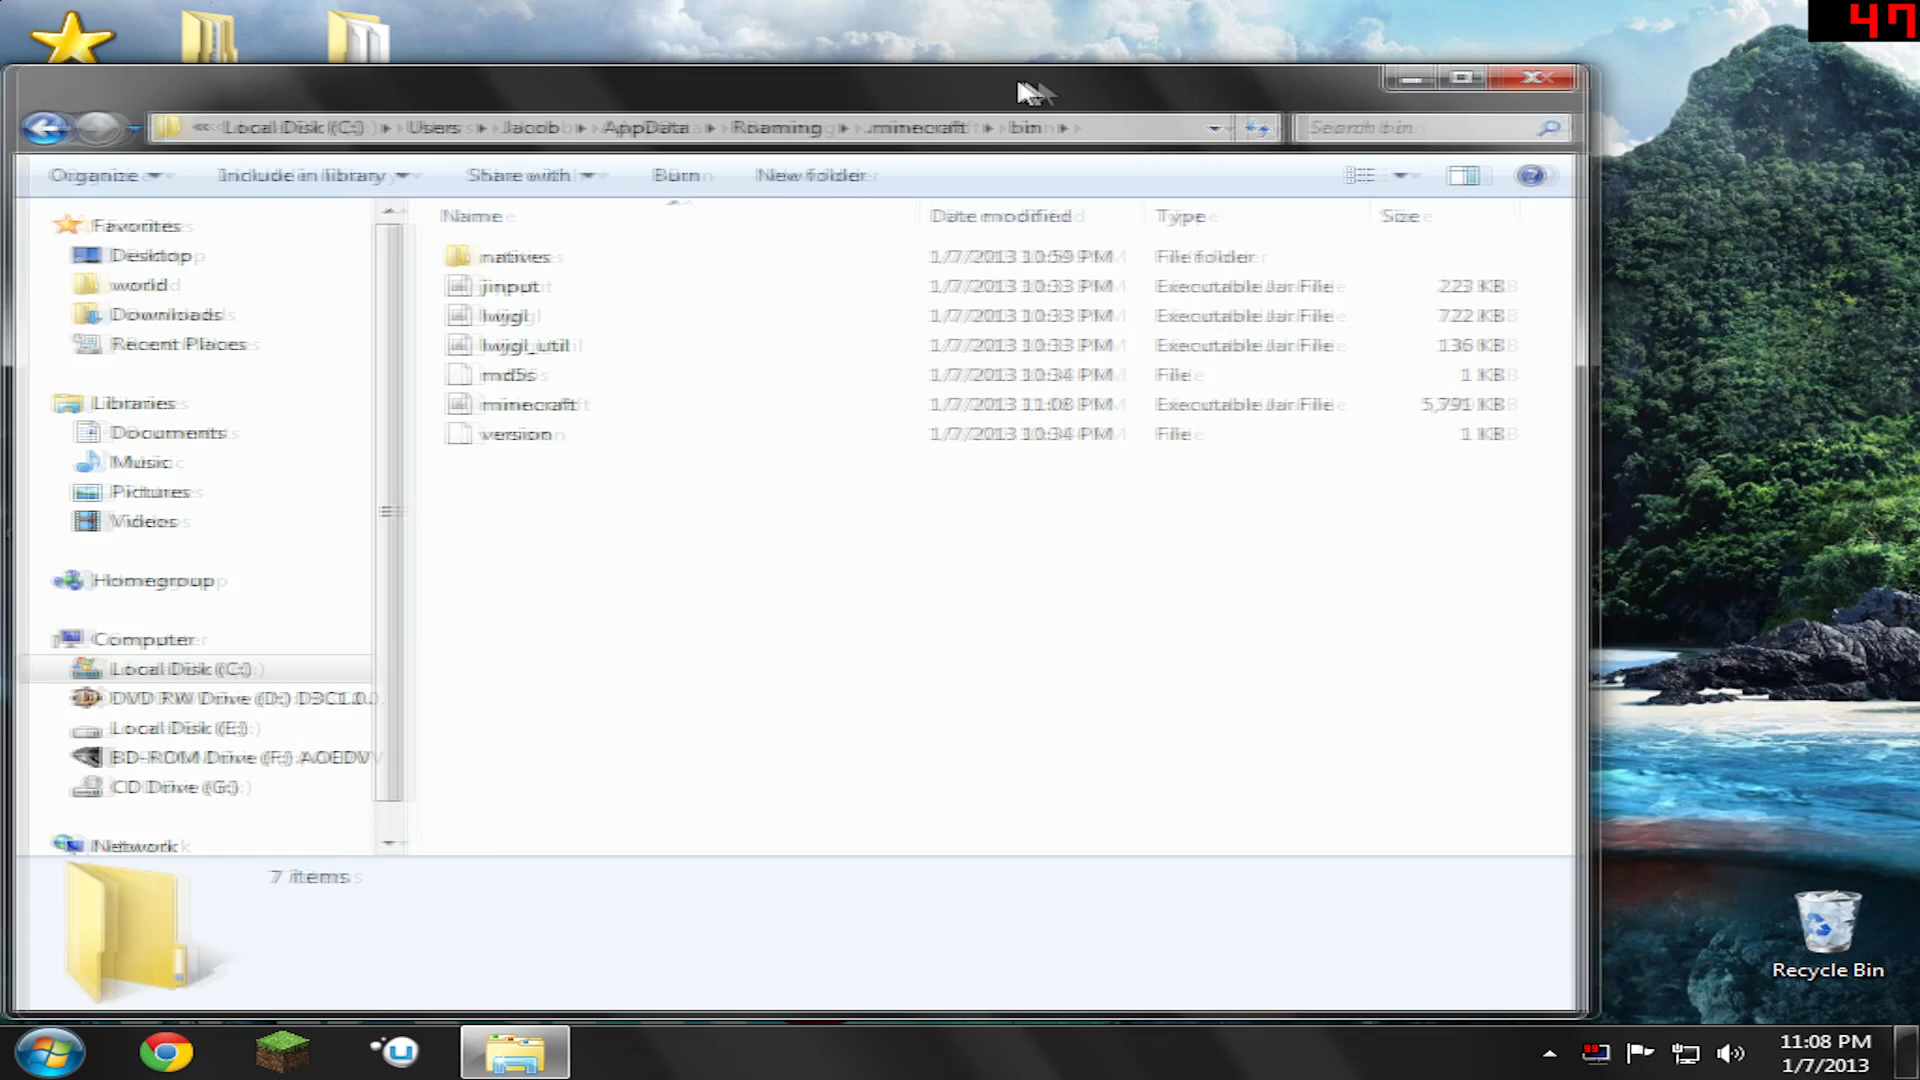 47
« Local Disk (C:) ▸ Users ▸ Jacob ▸ AppData ▸ Roaming ▸ .minecraft ▸ bin ▸
Search bin
Organize Include in library Share with Burn New folder
Name Date modified Type Size
natives 1/7/2013 10:59 PM File folder
jinput 1/7/2013 10:33 PM Executable Jar File 223 KB
lwjgl 1/7/2013 10:33 PM Executable Jar File 722 KB
lwjgl_util 1/7/2013 10:33 PM Executable Jar File 136 KB
md5s 1/7/2013 10:34 PM File 1 KB
minecraft 1/7/2013 11:08 PM Executable Jar File 5,791 KB
version 1/7/2013 10:34 PM File 1 KB
Favorites
Desktop
world
Downloads
Recent Places
Libraries
Documents
Music
Pictures
Videos
Homegroup
Computer
Local Disk (C:)
DVD RW Drive (D:) D3C1.0.
Local Disk (E:)
BD-ROM Drive (F:) AOEDV
CD Drive (G:)
Network
7 items
Recycle Bin
99
11:08 PM
1/7/2013